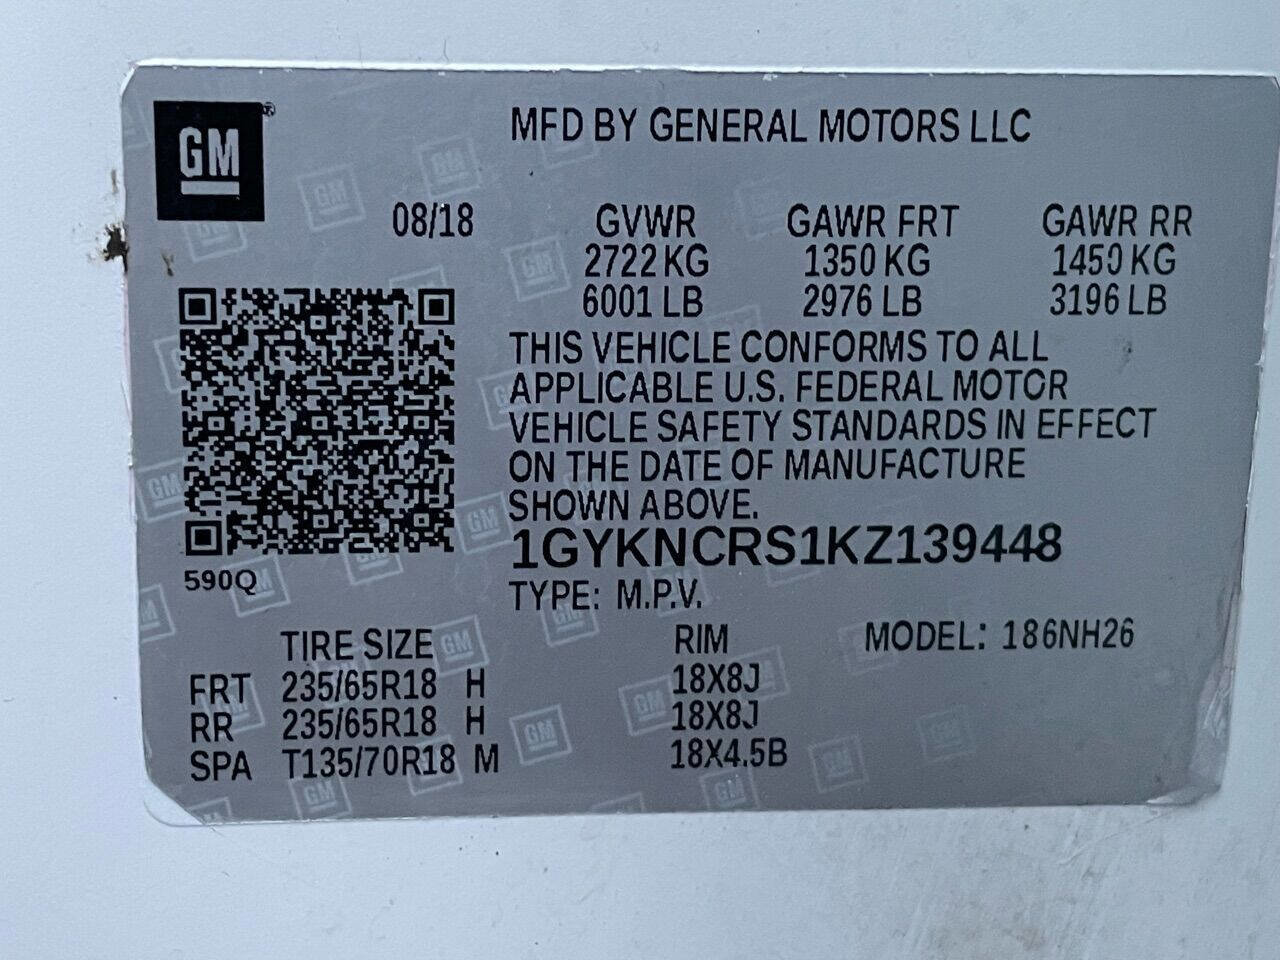 GM
MFD BY GENERAL MOTORS LLC
08/18 GVWR GAWR FRT GAWR RR
2722 KG 1350 KG 1450 KG
6001 LB 2976 LB 3196 LB
THIS VEHICLE CONFORMS TO ALL
APPLICABLE U.S. FEDERAL MOTOR
VEHICLE SAFETY STANDARDS IN EFFECT
ON THE DATE OF MANUFACTURE
SHOWN ABOVE.
1GYKNCRS1KZ139448
590Q
TYPE: M.P.V.
TIRE SIZE RIM MODEL: 186NH26
FRT 235/65R18 H 18X8J
RR 235/65R18 H 18X8J
SPA T135/70R18 M 18X4.5B